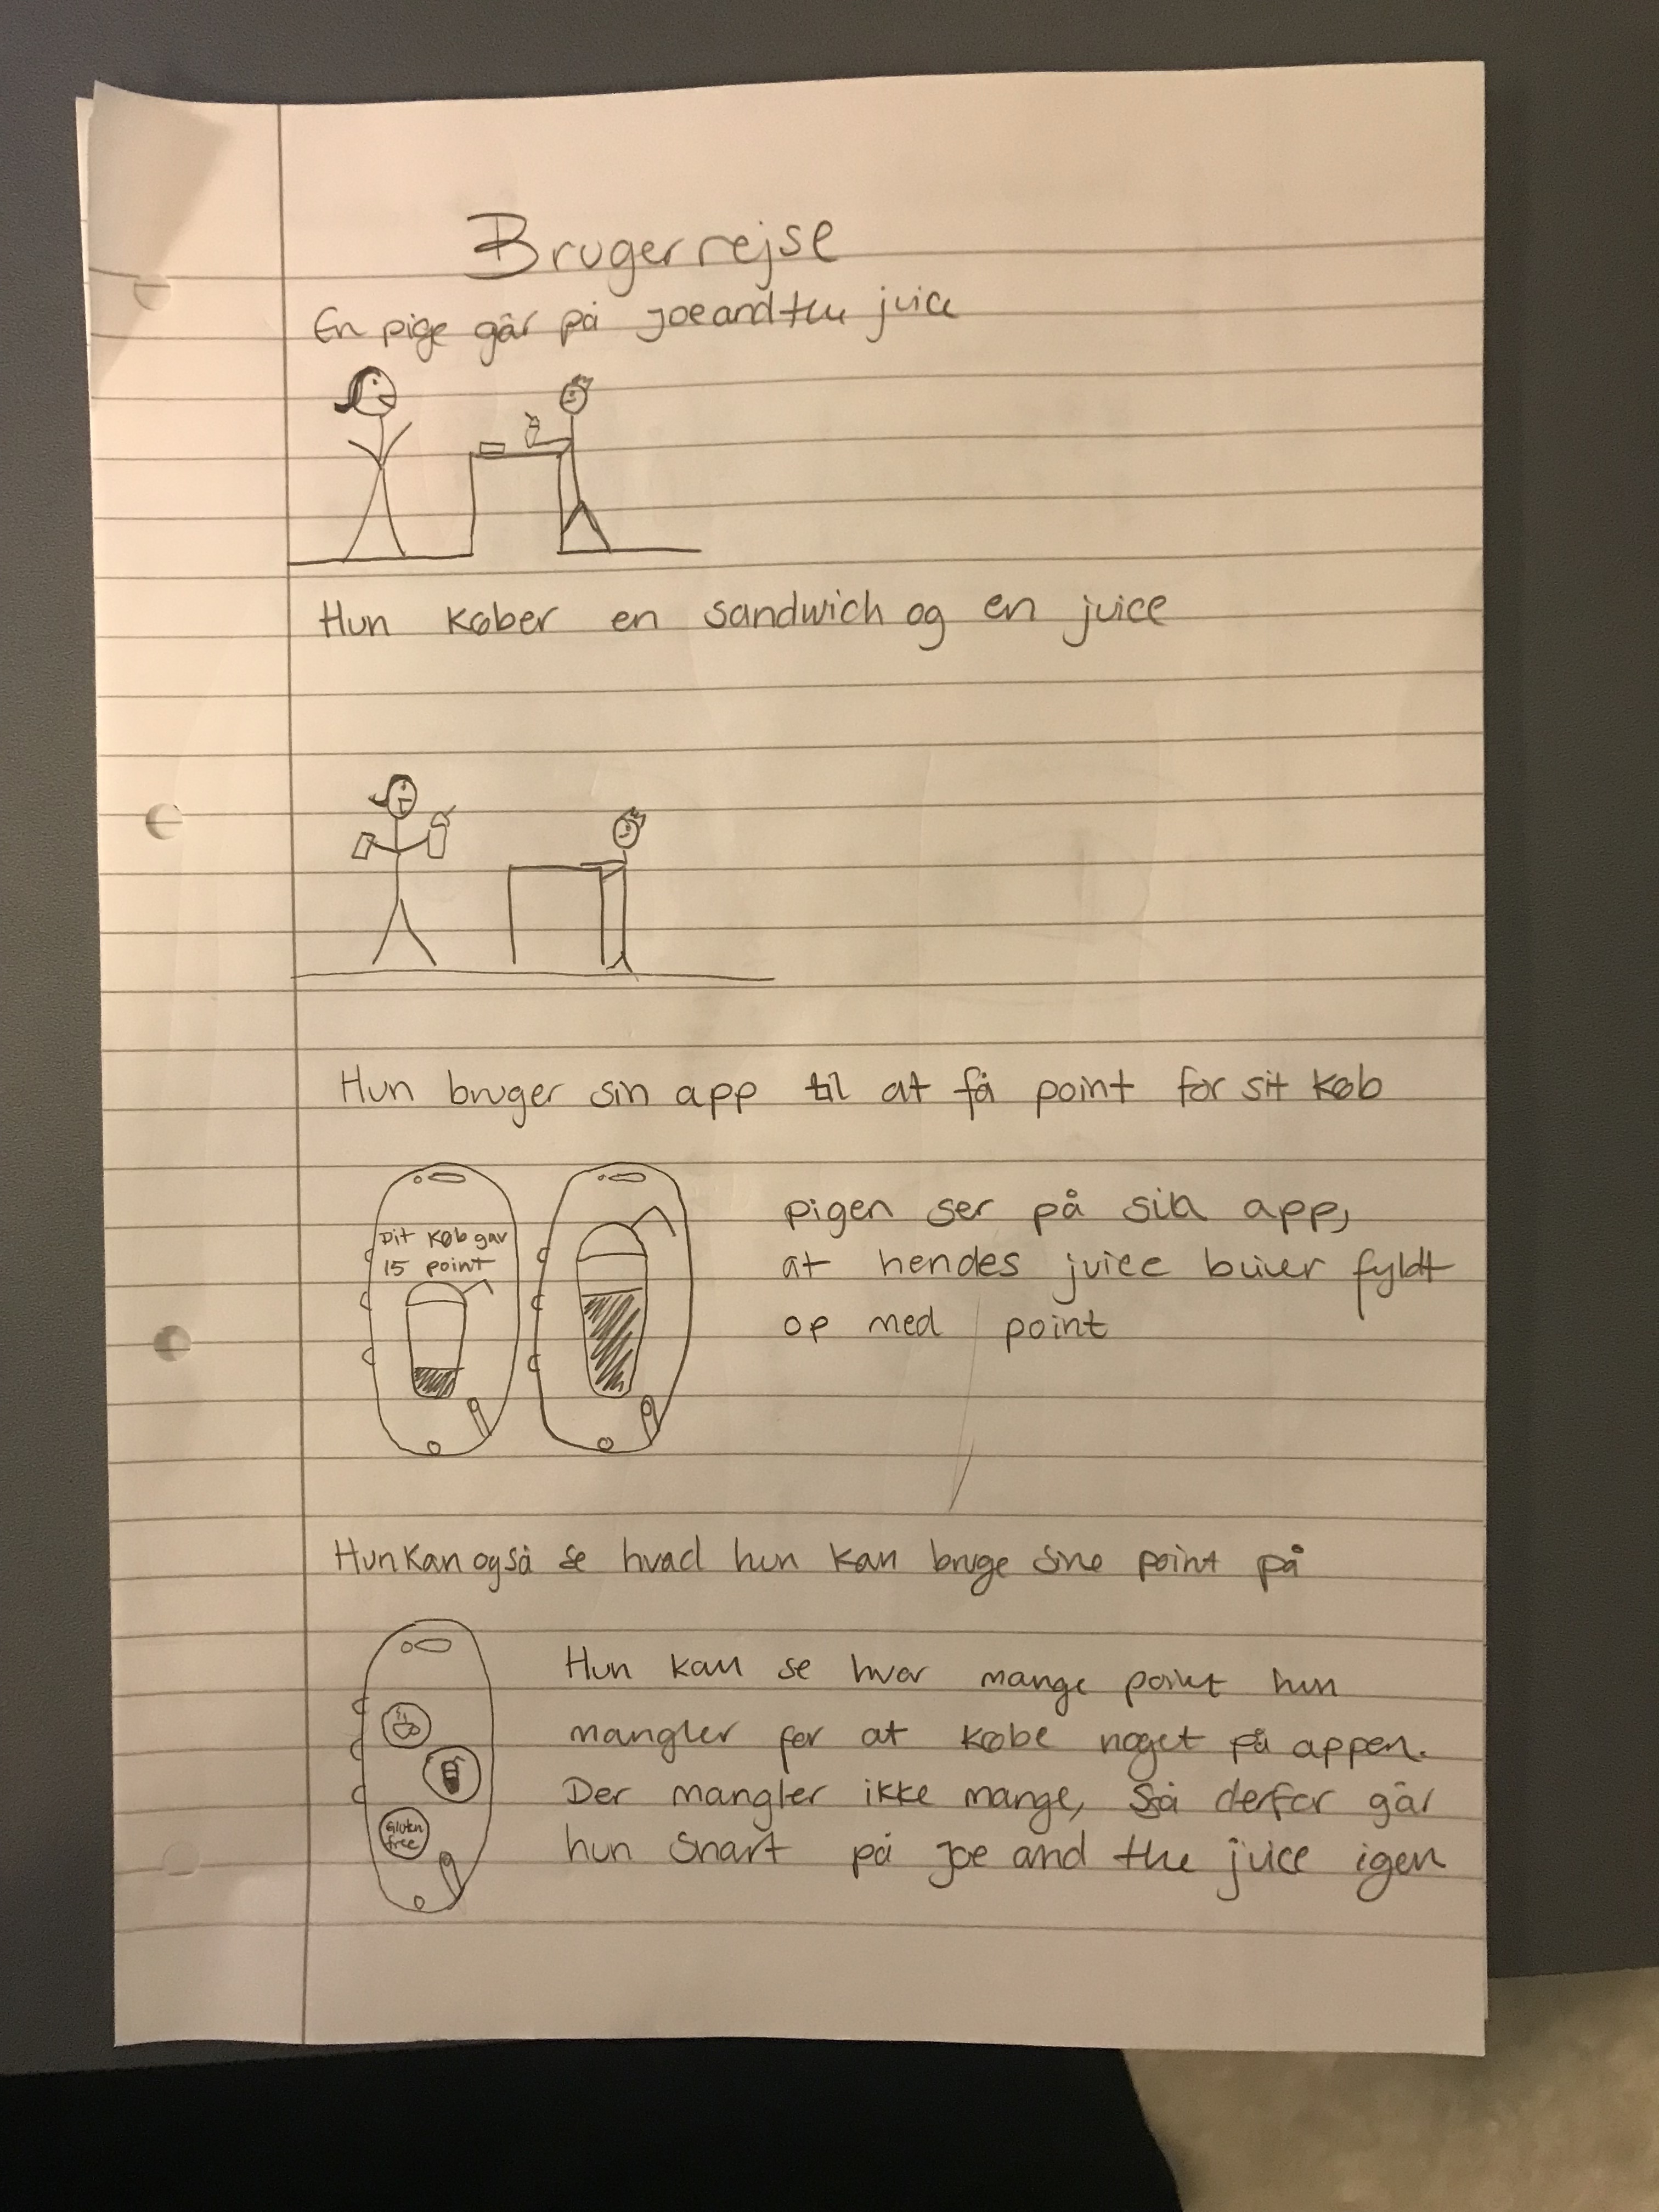 Brugerrejse
En pige går på joeandthe juice
Hun køber en sandwich og en juice
Hun bruger sin app til at få point for sit køb
Dit køb gav
15 point
pigen ser på sin app,
at hendes juice bliver fyldt
op med point
Hun kan også se hvad hun kan bruge sine point på
Gluten
free
Hun kan se hvor mange point hun
mangler for at købe noget på appen.
Der mangler ikke mange, så derfor går
hun snart på joe and the juice igen